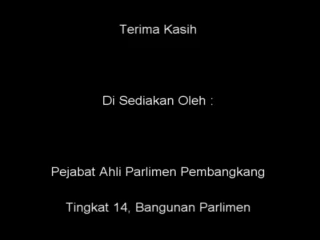 Terima Kasih
Di Sediakan Oleh :
Pejabat Ahli Parlimen Pembangkang
Tingkat 14, Bangunan Parlimen